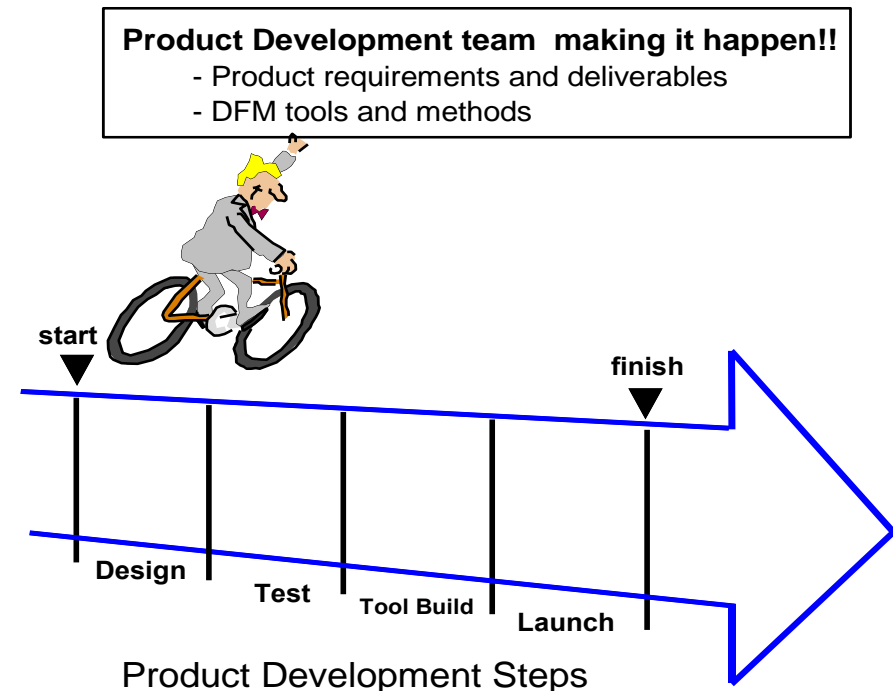 Product Development team making it happen!!
- Product requirements and deliverables
- DFM tools and methods
start
finish
Design
Test
Tool Build
Launch
Product Development Steps